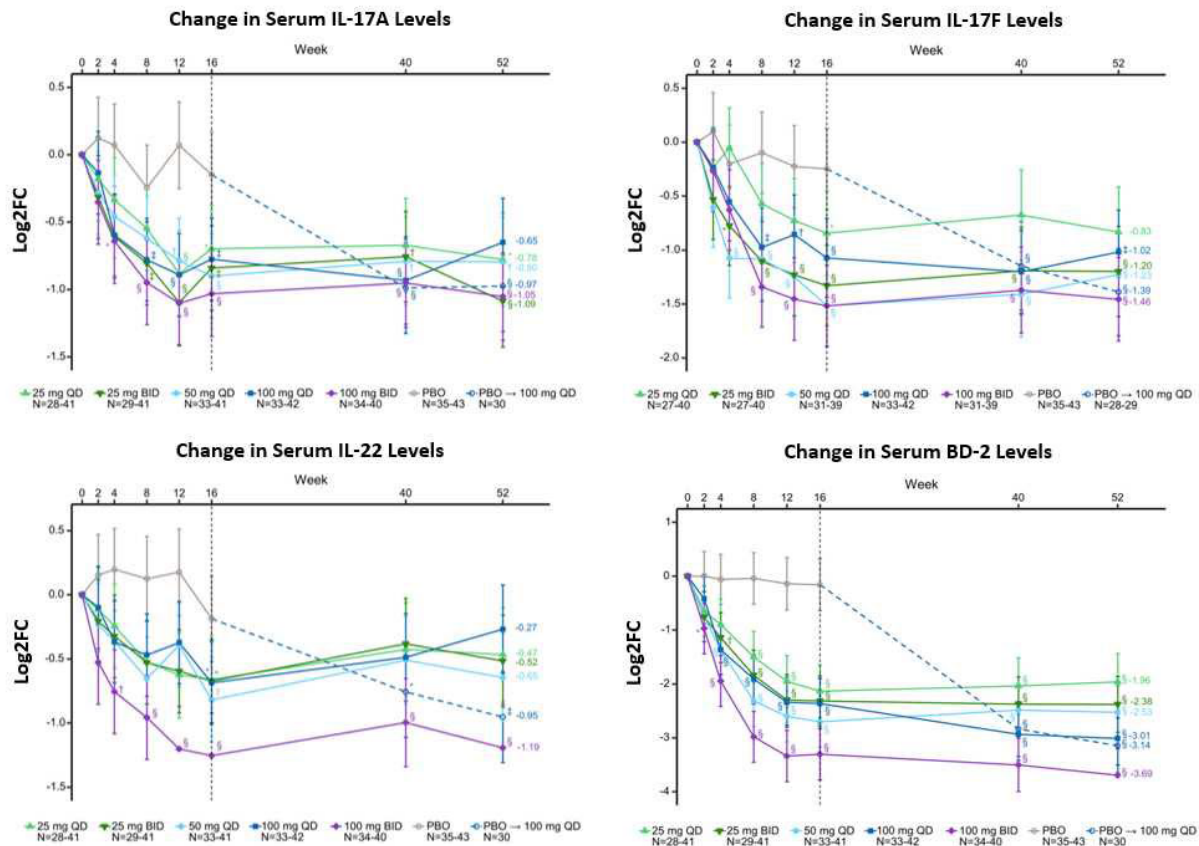 Change in Serum IL-17A Levels
Week
0 2 4 8 12 16 40 52
0.5
0.0
-0.5
-1.0
-1.5
Log2FC
-0.65
-0.78
-0.80
§-0.97
§-1.05
§-1.09
25 mg QD 25 mg BID 50 mg QD 100 mg QD 100 mg BID PBO PBO → 100 mg QD
N=28-41 N=29-41 N=33-41 N=33-42 N=34-40 N=35-43 N=30
Change in Serum IL-17F Levels
Week
0 2 4 8 12 16 40 52
0.5
0.0
-0.5
-1.0
-1.5
-2.0
Log2FC
-0.83
‡-1.02
§-1.20
§-1.23
§-1.39
§-1.46
25 mg QD 25 mg BID 50 mg QD 100 mg QD 100 mg BID PBO PBO → 100 mg QD
N=27-40 N=27-40 N=31-39 N=33-42 N=31-39 N=35-43 N=28-29
Change in Serum IL-22 Levels
Week
0 2 4 8 12 16 40 52
0.5
0.0
-0.5
-1.0
-1.5
Log2FC
-0.27
-0.47
-0.52
-0.65
-0.95
§-1.19
25 mg QD 25 mg BID 50 mg QD 100 mg QD 100 mg BID PBO PBO → 100 mg QD
N=28-41 N=29-41 N=33-41 N=33-42 N=34-40 N=35-43 N=30
Change in Serum BD-2 Levels
Week
0 2 4 8 12 16 40 52
1
0
-1
-2
-3
-4
Log2FC
§-1.96
§-2.38
§-2.53
§-3.01
§-3.14
§-3.69
25 mg QD 25 mg BID 50 mg QD 100 mg QD 100 mg BID PBO PBO → 100 mg QD
N=28-41 N=29-41 N=33-41 N=33-42 N=34-40 N=35-43 N=30